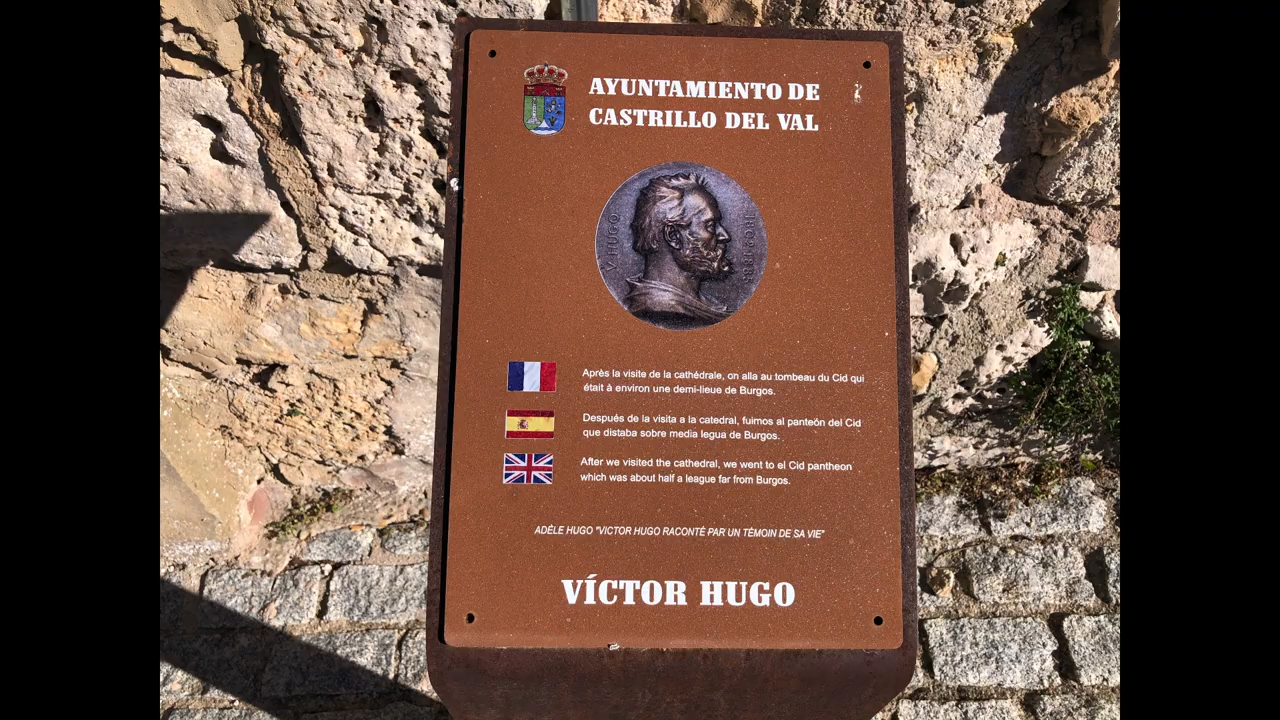 AYUNTAMIENTO DE
CASTRILLO DEL VAL
V. HUGO
1802-1885
Après la visite de la cathédrale, on alla au tombeau du Cid qui
était à environ une demi-lieue de Burgos.
Después de la visita a la catedral, fuimos al panteón del Cid
que distaba sobre media legua de Burgos.
After we visited the cathedral, we went to el Cid pantheon
which was about half a league far from Burgos.
ADÈLE HUGO "VICTOR HUGO RACONTÉ PAR UN TÉMOIN DE SA VIE"
VÍCTOR HUGO